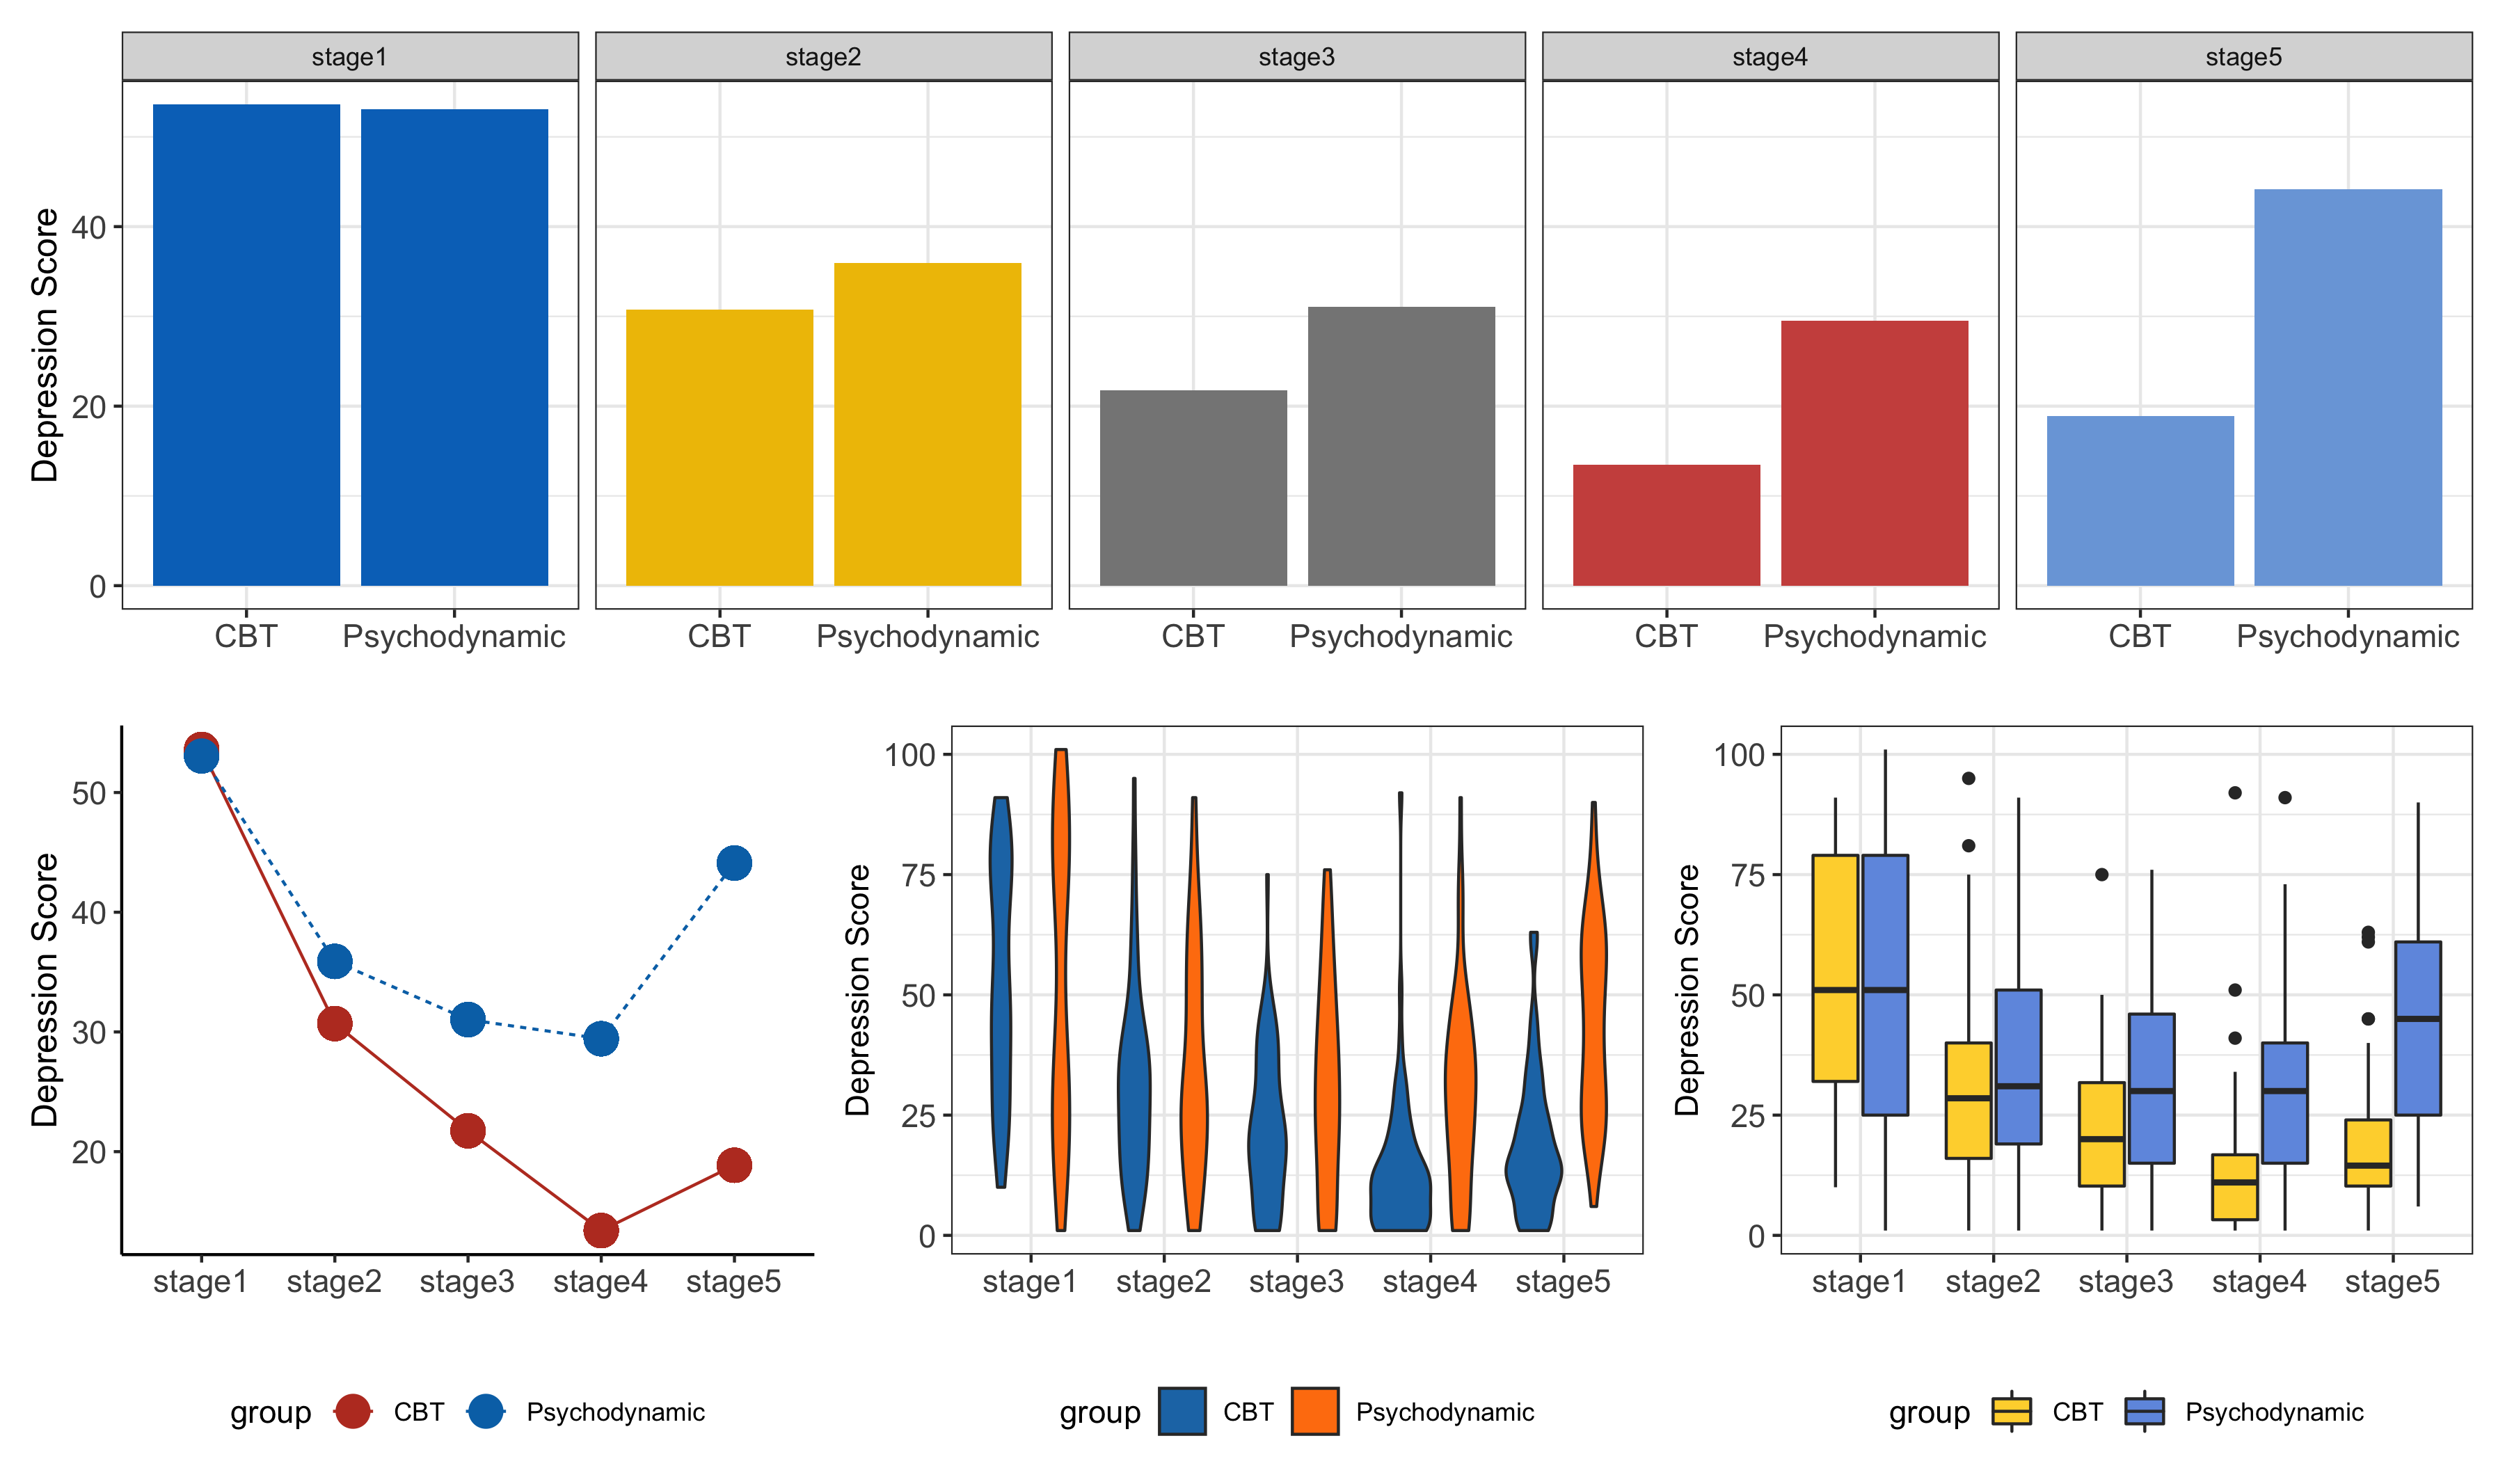 stage1 stage2 stage3 stage4 stage5
Depression Score
40
20
0
CBT Psychodynamic CBT Psychodynamic CBT Psychodynamic CBT Psychodynamic CBT Psychodynamic
Depression Score
50
40
30
20
stage1 stage2 stage3 stage4 stage5
group CBT Psychodynamic
Depression Score
100
75
50
25
0
stage1 stage2 stage3 stage4 stage5
group CBT Psychodynamic
Depression Score
100
75
50
25
0
stage1 stage2 stage3 stage4 stage5
group CBT Psychodynamic